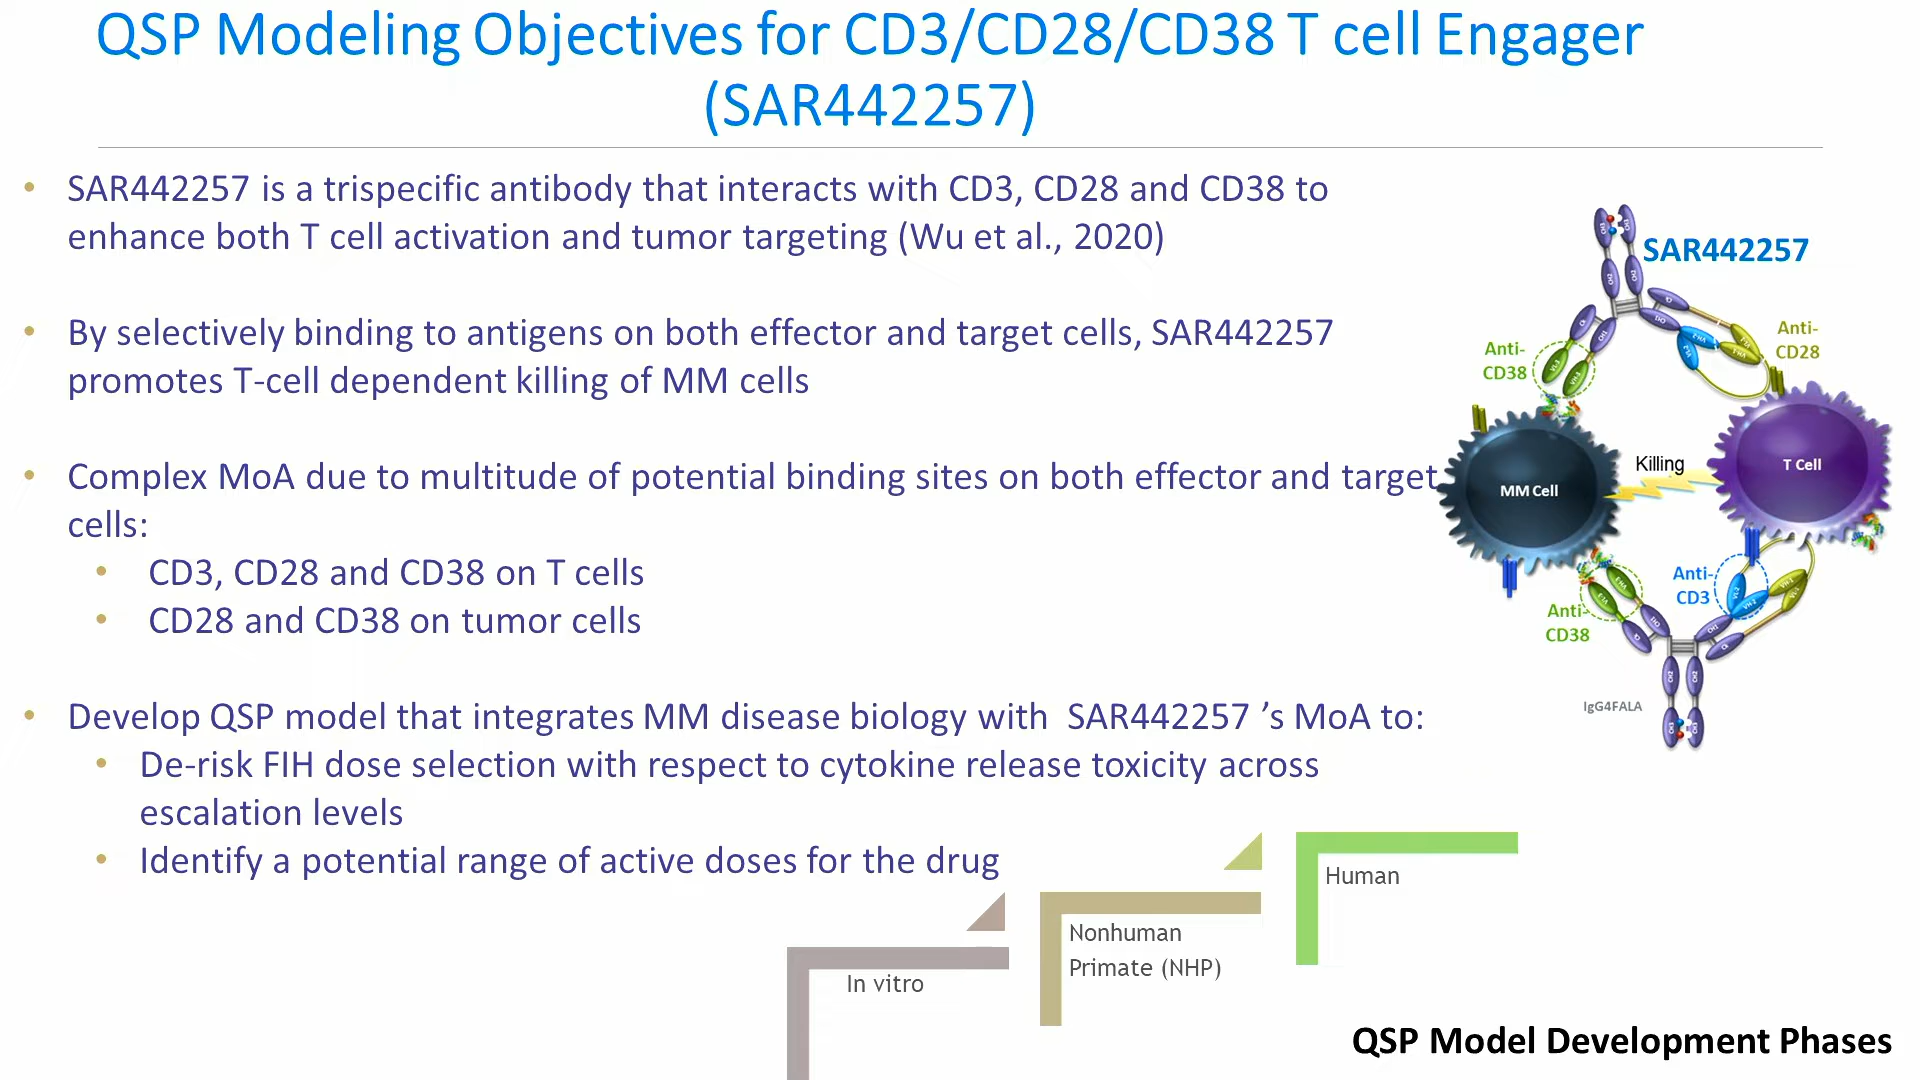 QSP Modeling Objectives for CD3/CD28/CD38 T cell Engager
(SAR442257)
• SAR442257 is a trispecific antibody that interacts with CD3, CD28 and CD38 to
enhance both T cell activation and tumor targeting (Wu et al., 2020)
• By selectively binding to antigens on both effector and target cells, SAR442257
promotes T-cell dependent killing of MM cells
• Complex MoA due to multitude of potential binding sites on both effector and target
cells:
• CD3, CD28 and CD38 on T cells
• CD28 and CD38 on tumor cells
• Develop QSP model that integrates MM disease biology with SAR442257 ’s MoA to:
• De-risk FIH dose selection with respect to cytokine release toxicity across
escalation levels
• Identify a potential range of active doses for the drug
SAR442257
Anti-
CD28
Anti-
CD38
Killing
T Cell
MM Cell
Anti-
CD3
Anti-
CD38
IgG4FALA
In vitro
Nonhuman
Primate (NHP)
Human
QSP Model Development Phases